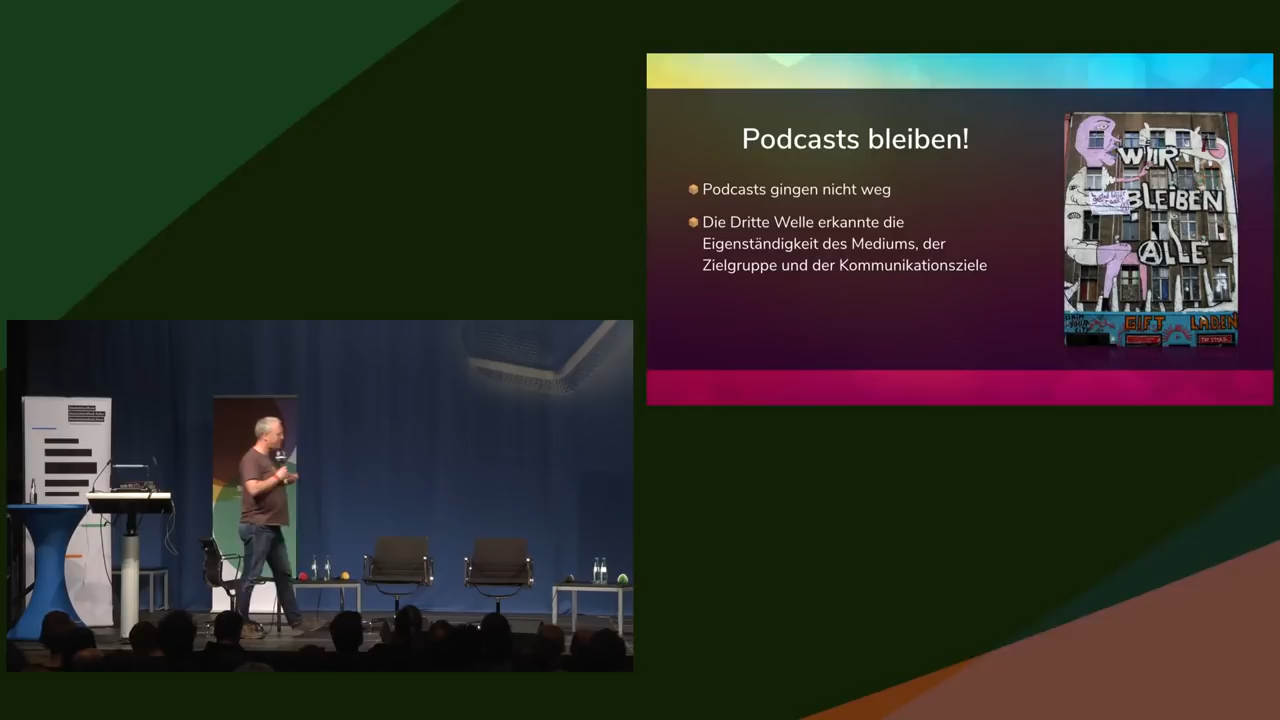 Podcasts bleiben!
Podcasts gingen nicht weg
Die Dritte Welle erkannte die
Eigenständigkeit des Mediums, der
Zielgruppe und der Kommunikationsziele
WIR
BLEIBEN
ALLE
GIFT LADEN